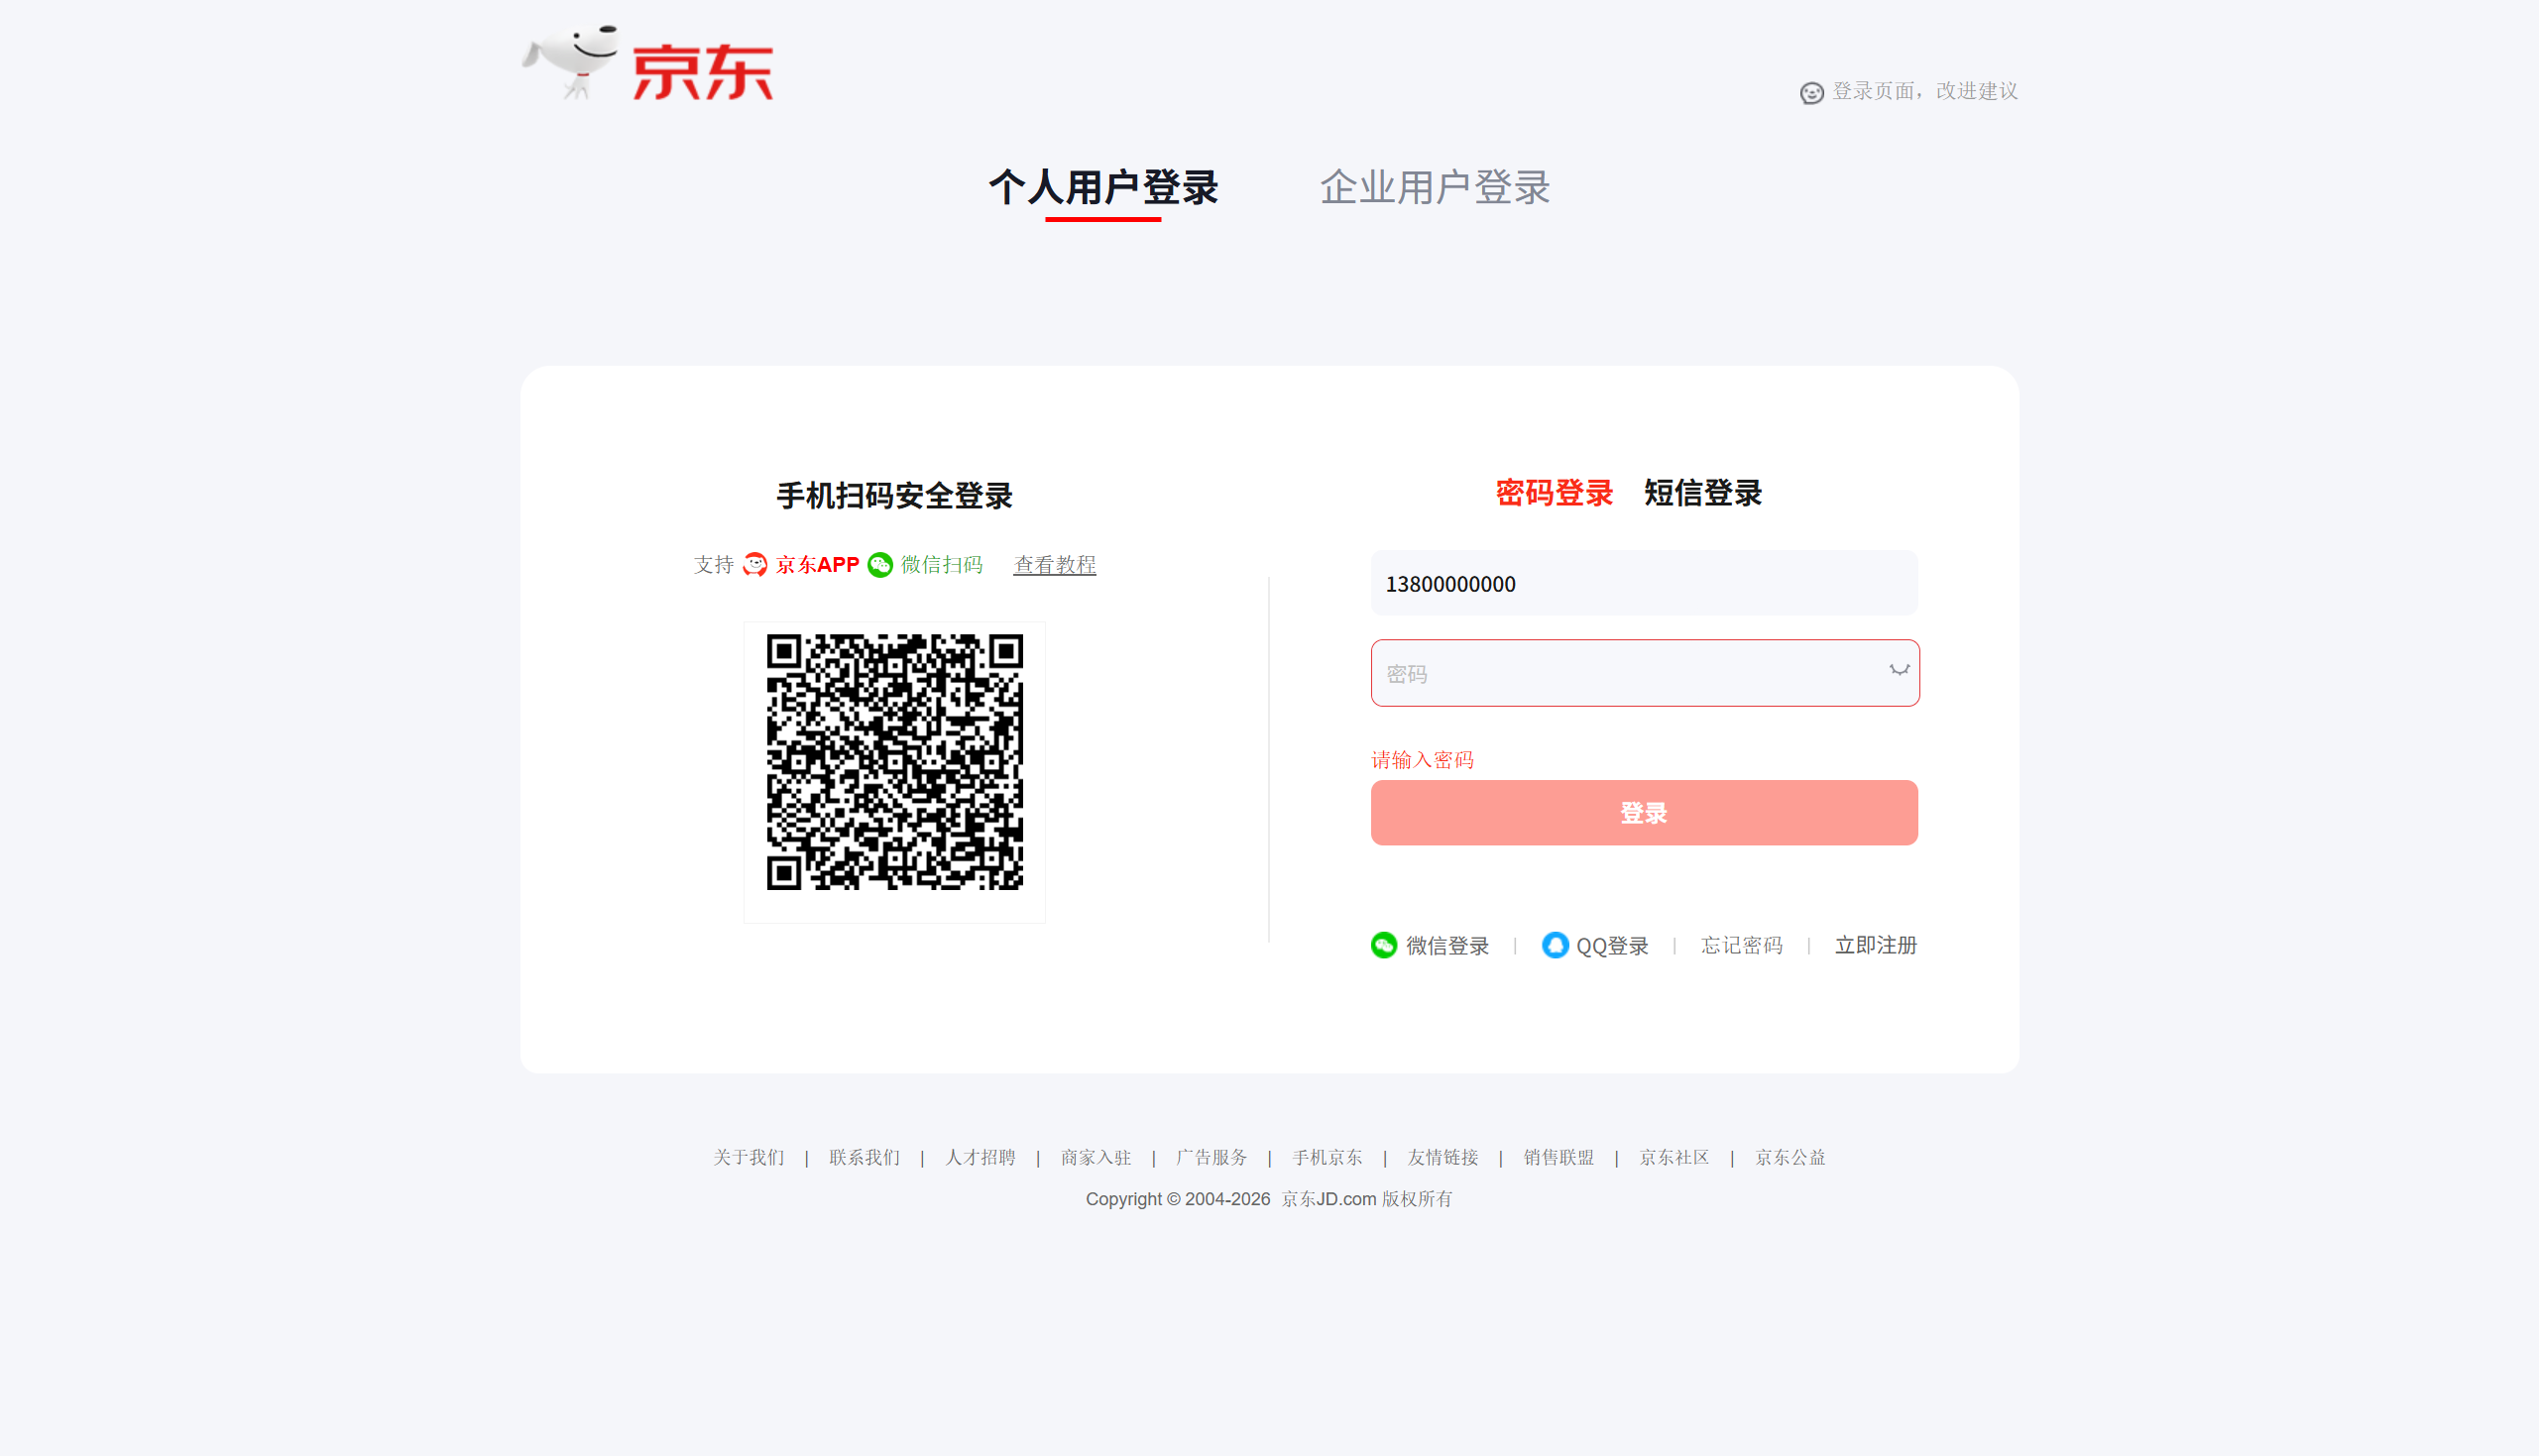 京东
登录页面，改进建议
个人用户登录 企业用户登录
手机扫码安全登录
支持 京东APP 微信扫码 查看教程
密码登录 短信登录
13800000000
密码
请输入密码
登录
微信登录 | QQ登录 | 忘记密码 | 立即注册
关于我们 | 联系我们 | 人才招聘 | 商家入驻 | 广告服务 | 手机京东 | 友情链接 | 销售联盟 | 京东社区 | 京东公益
Copyright © 2004-2026 京东JD.com 版权所有